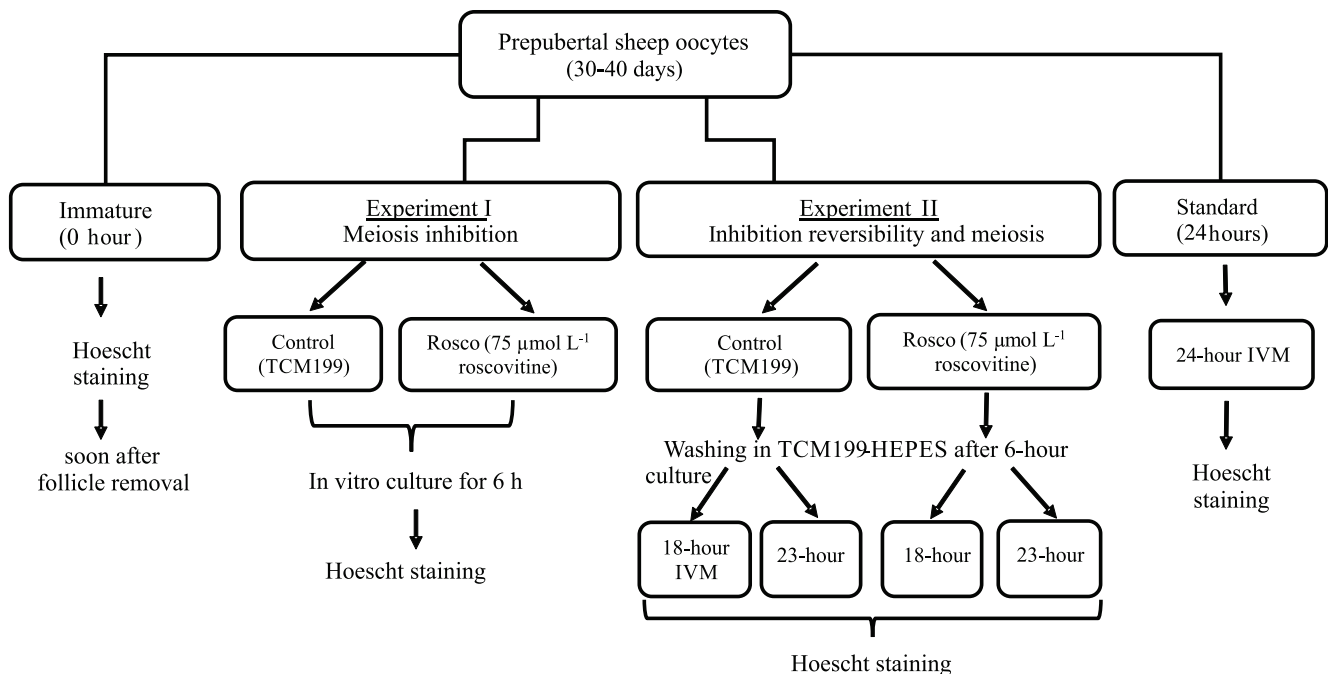 Prepubertal sheep oocytes
(30-40 days)
Immature
(0 hour)
Experiment I
Meiosis inhibition
Experiment II
Inhibition reversibility and meiosis
Standard
(24hours)
Hoescht
staining
soon after
follicle removal
Control
(TCM199)
Rosco (75 µmol L⁻¹
roscovitine)
In vitro culture for 6 h
Hoescht staining
Control
(TCM199)
Rosco (75 µmol L⁻¹
roscovitine)
Washing in TCM199-HEPES after 6-hour
culture
18-hour
IVM
23-hour
18-hour
23-hour
Hoescht staining
24-hour IVM
Hoescht
staining